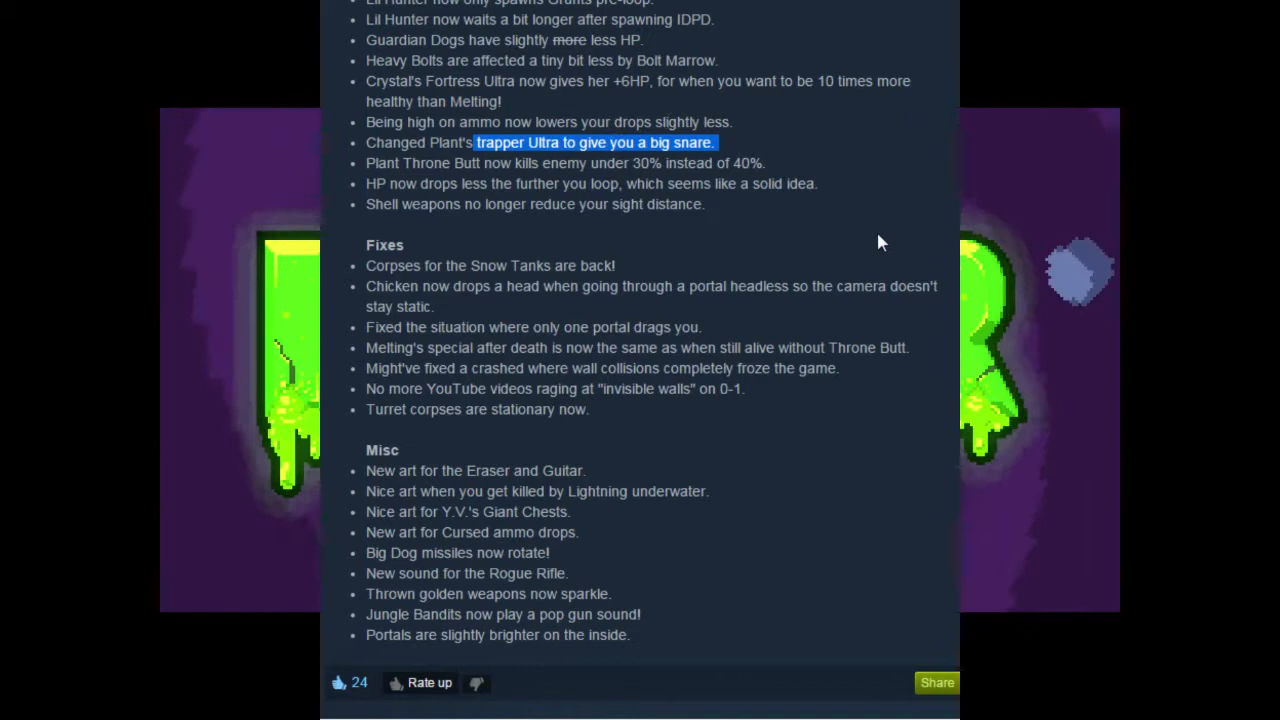 Lil Hunter now only spawns Grunts pre-loop.
Lil Hunter now waits a bit longer after spawning IDPD.
Guardian Dogs have slightly more less HP.
Heavy Bolts are affected a tiny bit less by Bolt Marrow.
Crystal's Fortress Ultra now gives her +6HP, for when you want to be 10 times more
healthy than Melting!
Being high on ammo now lowers your drops slightly less.
Changed Plant's trapper Ultra to give you a big snare.
Plant Throne Butt now kills enemy under 30% instead of 40%.
HP now drops less the further you loop, which seems like a solid idea.
Shell weapons no longer reduce your sight distance.
Fixes
Corpses for the Snow Tanks are back!
Chicken now drops a head when going through a portal headless so the camera doesn't
stay static.
Fixed the situation where only one portal drags you.
Melting's special after death is now the same as when still alive without Throne Butt.
Might've fixed a crashed where wall collisions completely froze the game.
No more YouTube videos raging at "invisible walls" on 0-1.
Turret corpses are stationary now.
Misc
New art for the Eraser and Guitar.
Nice art when you get killed by Lightning underwater.
Nice art for Y.V.'s Giant Chests.
New art for Cursed ammo drops.
Big Dog missiles now rotate!
New sound for the Rogue Rifle.
Thrown golden weapons now sparkle.
Jungle Bandits now play a pop gun sound!
Portals are slightly brighter on the inside.
24 Rate up Share